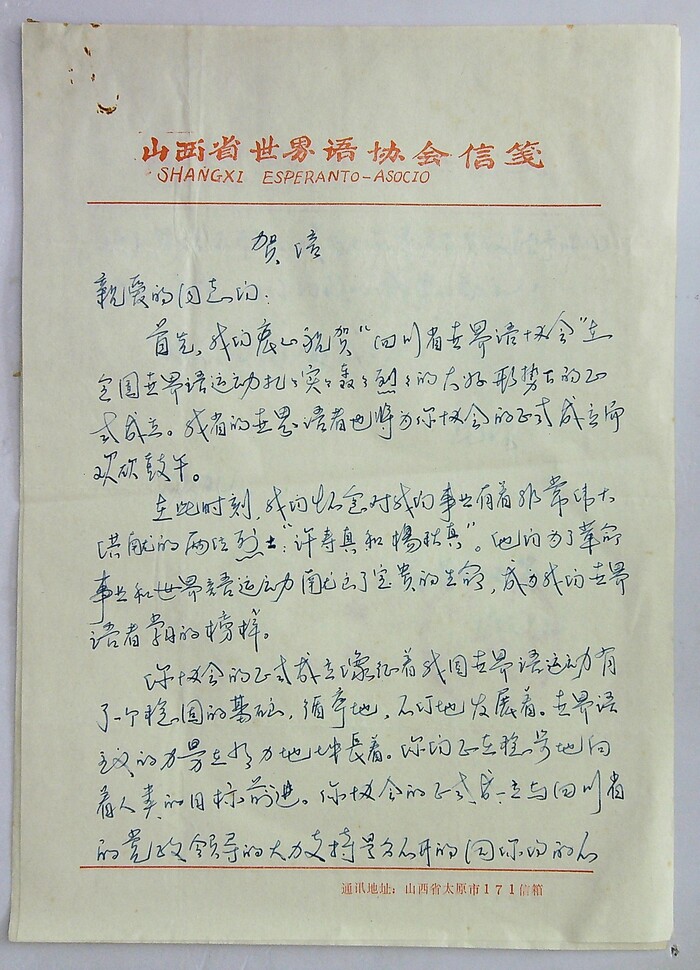 山西省世界语协会信笺
SHANGXI ESPERANTO-ASOCIO
贺信
亲爱的同志们:
首先,我们衷心祝贺"四川省世界语协会"在
全国世界语运动扎扎实实轰轰烈烈的大好形势下的正
式成立。我省的世界语者也将为你协会的正式成立而
欢欣鼓午。
在此时刻,我们怀念对我们事业有着非常伟大
供献的两位烈士:"许寿真和杨秋真"。他们为了革命
事业和世界语运动献出了宝贵的生命,成为我们世界
语者学习的榜样。
你协会的正式成立象征着我国世界语运动有
了一个稳固的基础,循序地,不断地发展着。世界语
主义的力量在努力地增长着。你们正在稳步地向
着人类的目标前进。你协会的正式成立与四川省
的党政领导的大力支持是分不开的同你们的不
通讯地址:山西省太原市171信箱